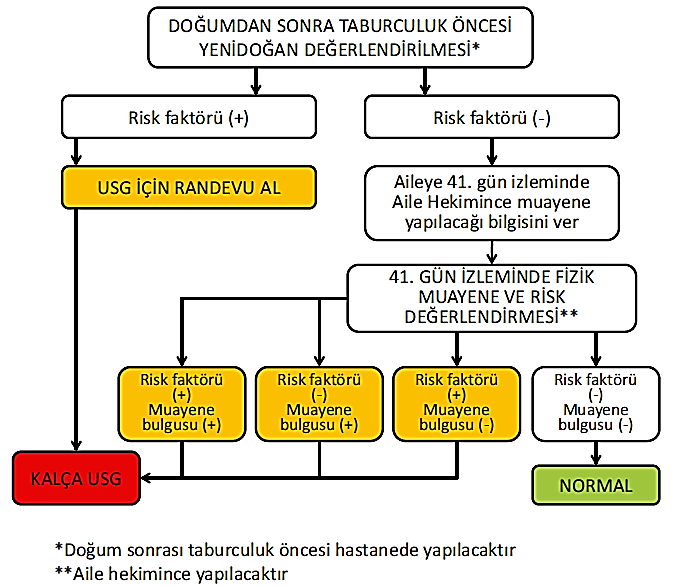 DOĞUMDAN SONRA TABURCULUK ÖNCESİ
YENİDOĞAN DEĞERLENDİRİLMESİ*
Risk faktörü (+)
Risk faktörü (-)
USG İÇİN RANDEVU AL
Aileye 41. gün izleminde
Aile Hekimince muayene
yapılacağı bilgisini ver
41. GÜN İZLEMİNDE FİZİK
MUAYENE VE RİSK
DEĞERLENDİRMESİ**
Risk faktörü
(+)
Muayene
bulgusu (+)
Risk faktörü
(-)
Muayene
bulgusu (+)
Risk faktörü
(+)
Muayene
bulgusu (-)
Risk faktörü
(-)
Muayene
bulgusu (-)
KALÇA USG
NORMAL
*Doğum sonrası taburculuk öncesi hastanede yapılacaktır
**Aile hekimince yapılacaktır